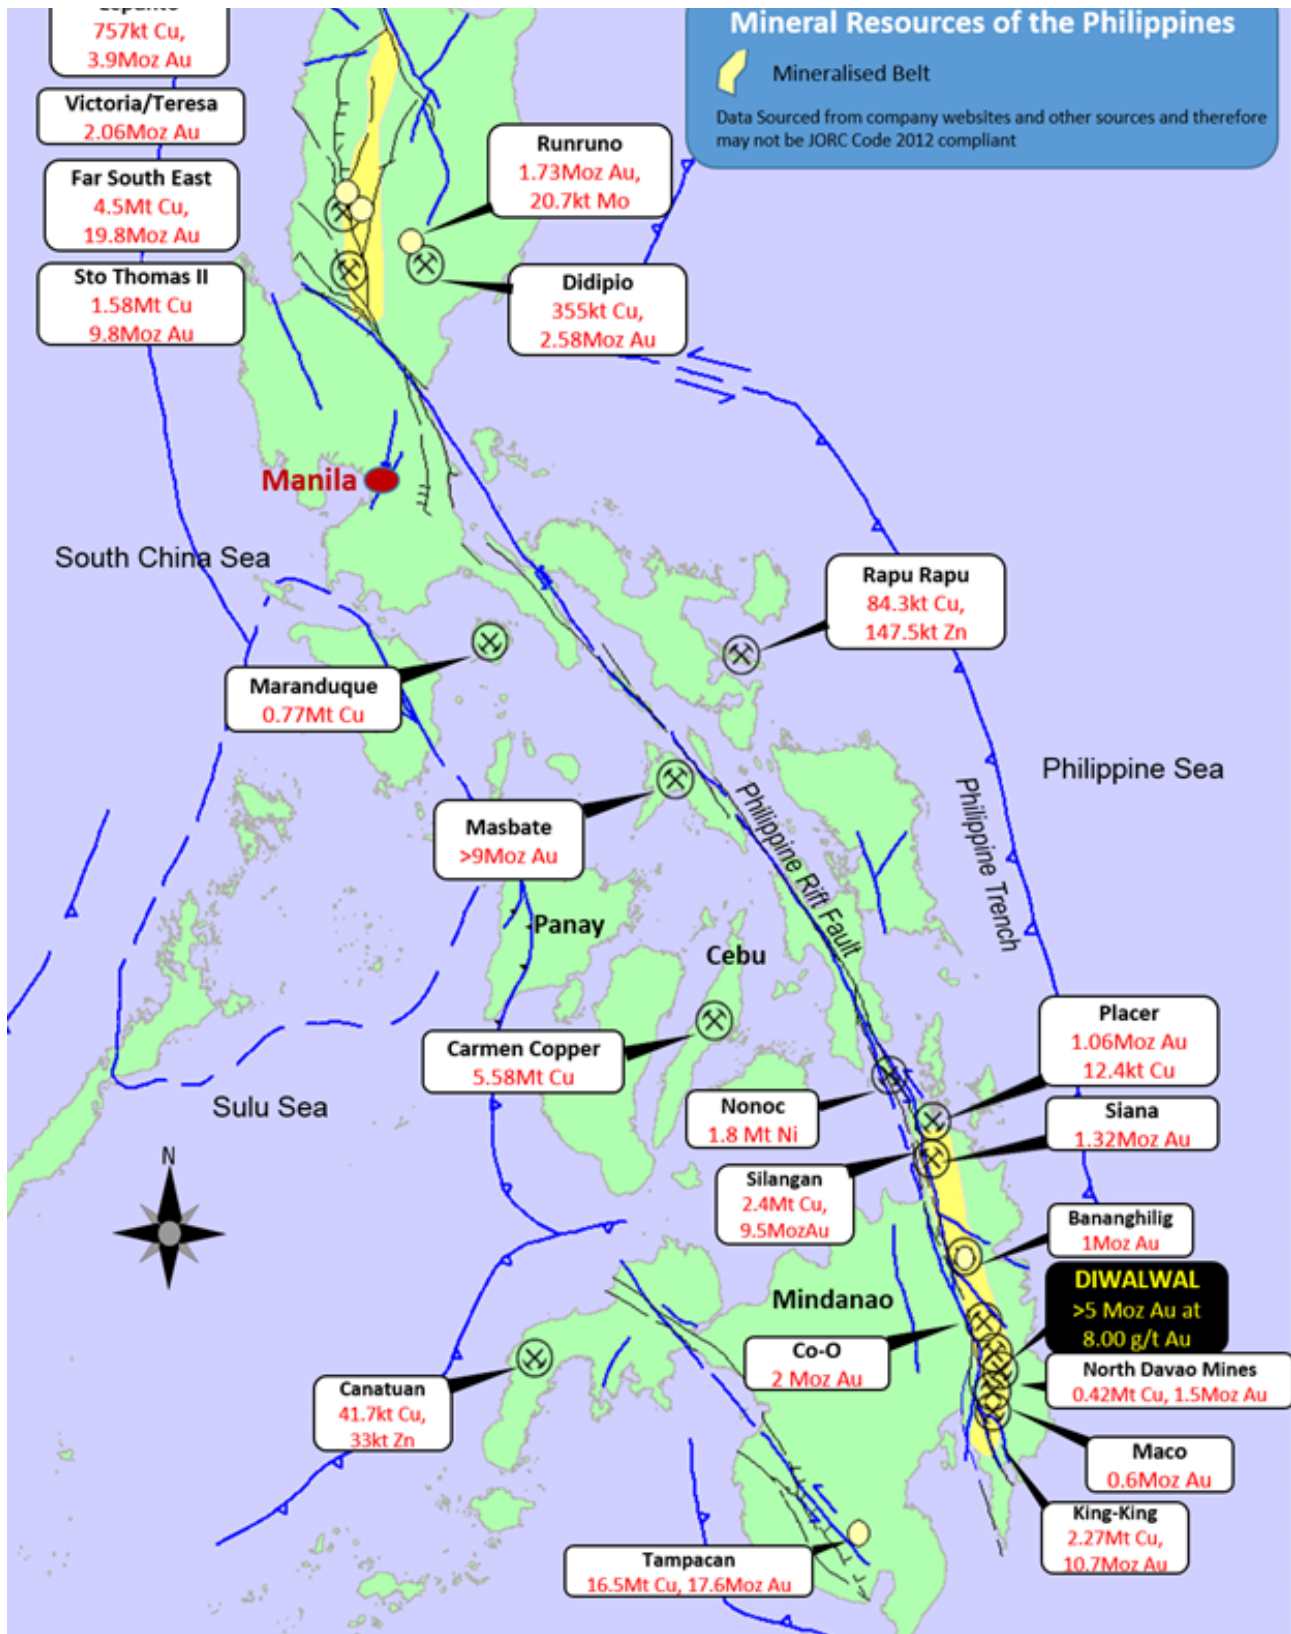 Mineral Resources of the Philippines
Mineralised Belt
Data Sourced from company websites and other sources and therefore
may not be JORC Code 2012 compliant
Lepanto
757kt Cu,
3.9Moz Au
Victoria/Teresa
2.06Moz Au
Far South East
4.5Mt Cu,
19.8Moz Au
Sto Thomas II
1.58Mt Cu
9.8Moz Au
Runruno
1.73Moz Au,
20.7kt Mo
Didipio
355kt Cu,
2.58Moz Au
Manila
South China Sea
Rapu Rapu
84.3kt Cu,
147.5kt Zn
Maranduque
0.77Mt Cu
Philippine Sea
Masbate
>9Moz Au
Philippine Rift Fault
Philippine Trench
Panay
Cebu
Carmen Copper
5.58Mt Cu
Sulu Sea
N
Placer
1.06Moz Au
12.4kt Cu
Nonoc
1.8 Mt Ni
Siana
1.32Moz Au
Silangan
2.4Mt Cu,
9.5MozAu
Bananghilig
1Moz Au
DIWALWAL
>5 Moz Au at
8.00 g/t Au
Mindanao
Co-O
2 Moz Au
North Davao Mines
0.42Mt Cu, 1.5Moz Au
Canatuan
41.7kt Cu,
33kt Zn
Maco
0.6Moz Au
King-King
2.27Mt Cu,
10.7Moz Au
Tampacan
16.5Mt Cu, 17.6Moz Au